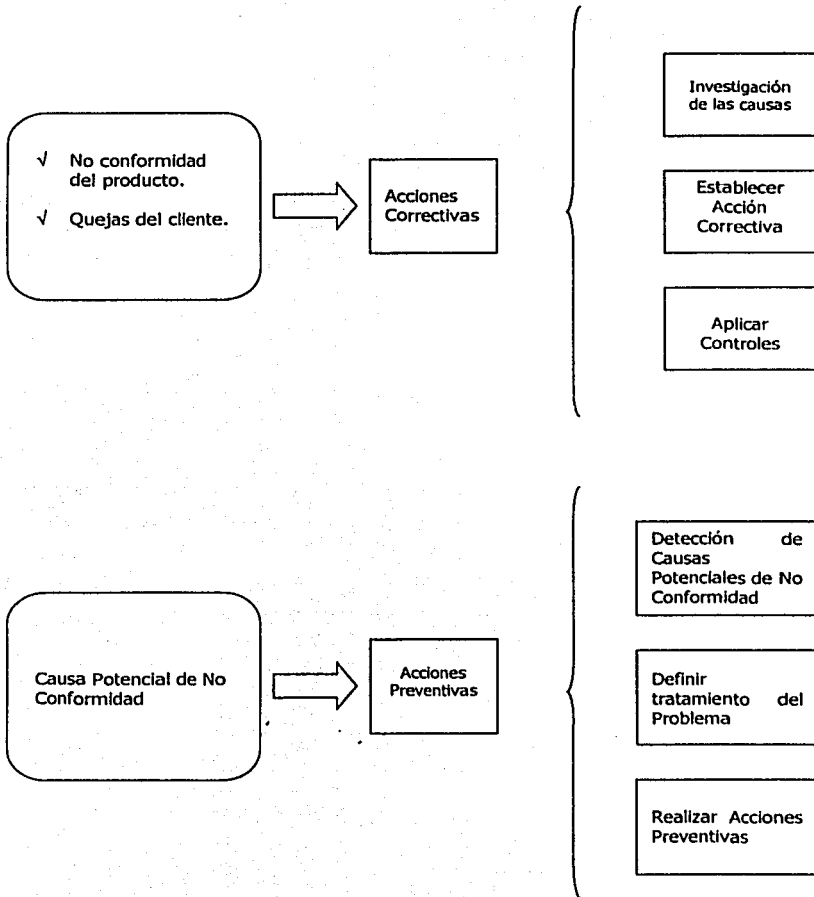 √ No conformidad
del producto.
√ Quejas del cliente.
Acciones
Correctivas
Investigación
de las causas
Establecer
Acción
Correctiva
Aplicar
Controles
Causa Potencial de No
Conformidad
Acciones
Preventivas
Detección de
Causas
Potenciales de No
Conformidad
Definir
tratamiento del
Problema
Realizar Acciones
Preventivas